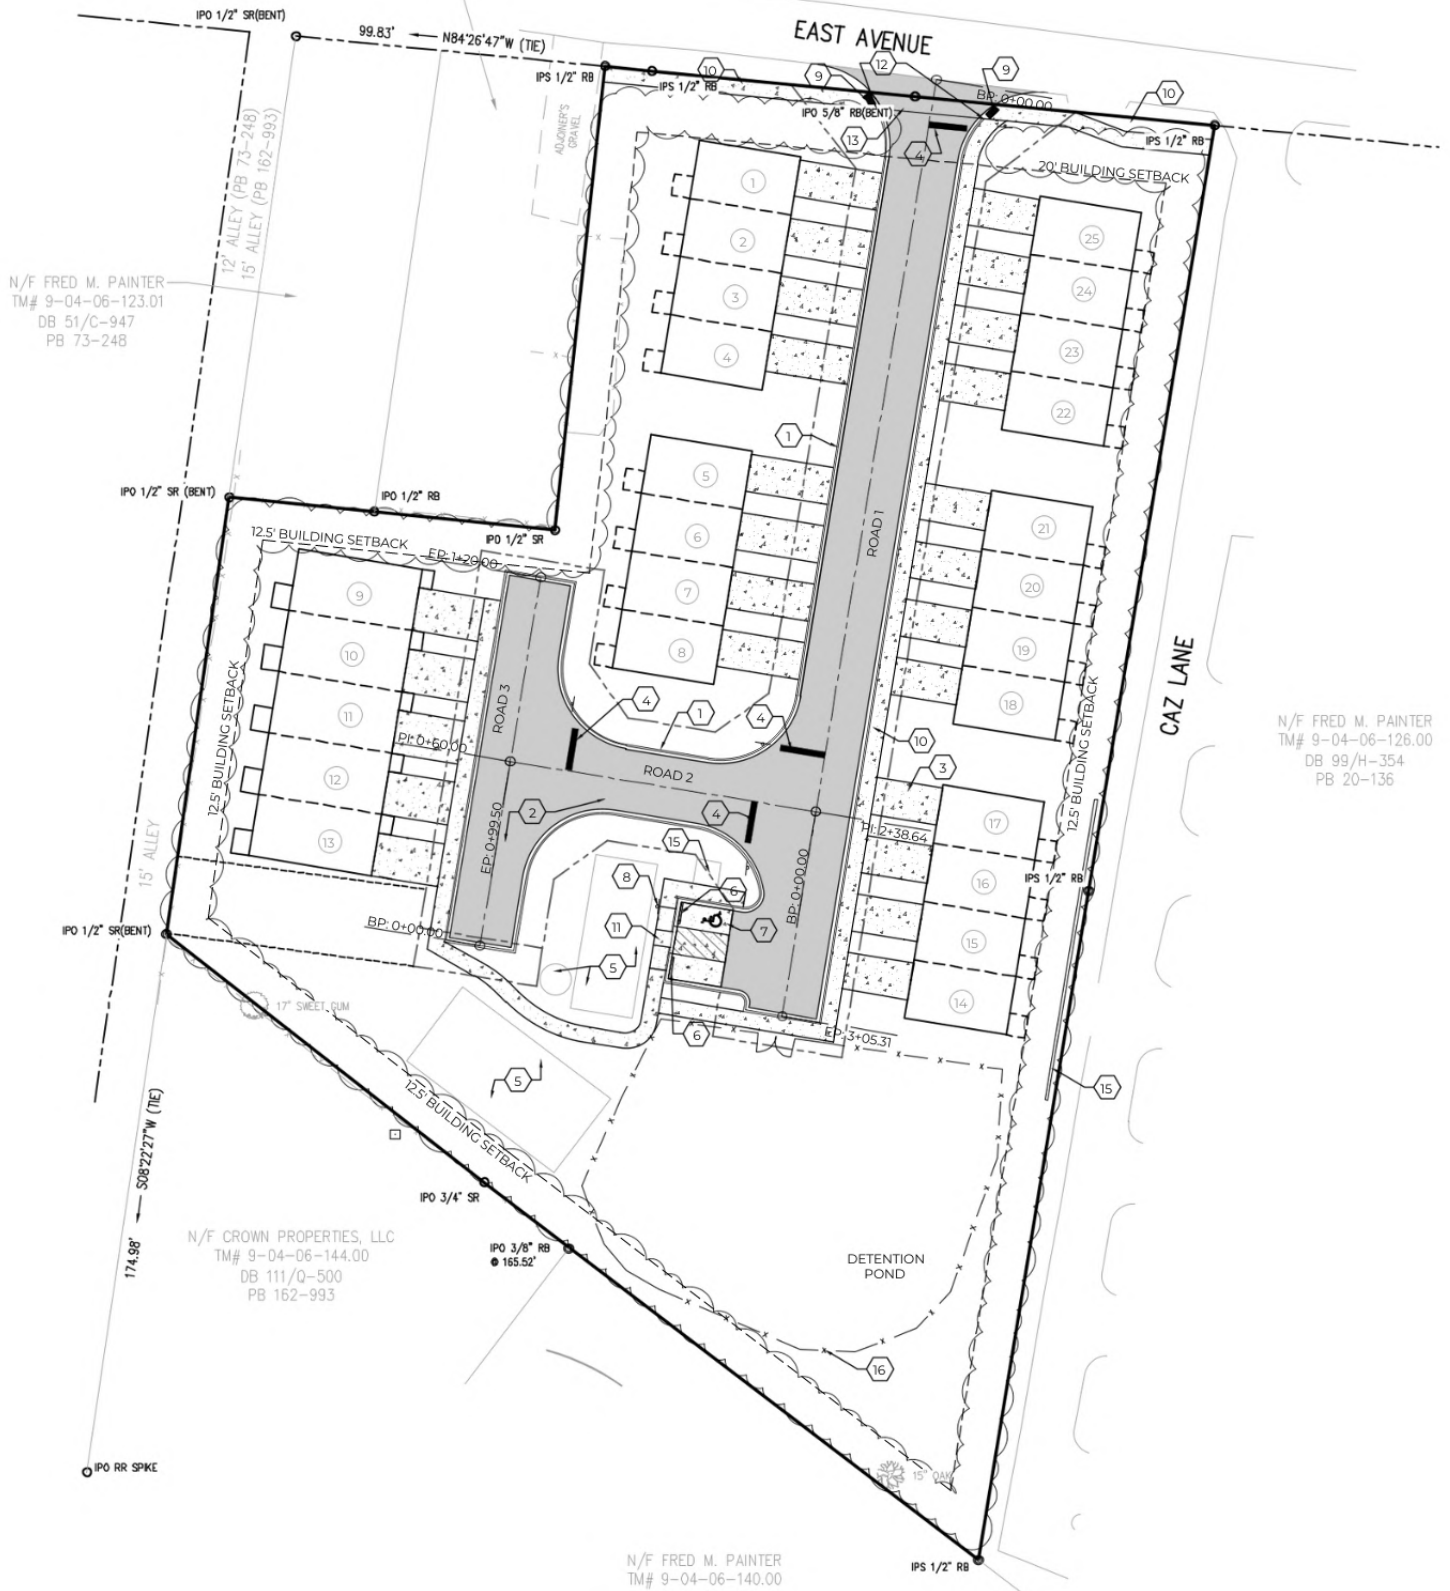 IPO 1/2" SR(BENT)
99.83'
N84°26'47"W (TIE)
EAST AVENUE
IPS 1/2" RB
IPS 1/2" RB
10
9
12
9
BP: 0+00.00
10
IPO 5/8" RB(BENT)
13
4
IPS 1/2" RB
ADJOINER'S
GRAVEL
20' BUILDING SETBACK
12' ALLEY (PB 73-248)
15' ALLEY (PB 162-993)
N/F FRED M. PAINTER
TM# 9-04-06-123.01
DB 51/C-947
PB 73-248
1
2
3
4
25
24
23
22
1
5
6
7
8
ROAD 1
21
20
19
18
IPO 1/2" SR (BENT)
IPO 1/2" RB
IPO 1/2" SR
12.5' BUILDING SETBACK
EP: 1+20.00
9
10
11
12
13
12.5' BUILDING SETBACK
ROAD 3
4
1
4
10
3
PI: 0+60.00
ROAD 2
2
4
EP: 0+99.50
15
PI: 2+38.64
CAZ LANE
12.5' BUILDING SETBACK
N/F FRED M. PAINTER
TM# 9-04-06-126.00
DB 99/H-354
PB 20-136
17
16
15
14
IPS 1/2" RB
15' ALLEY
8
6
BP: 0+00.00
11
7
BP: 0+00.00
5
IPO 1/2" SR(BENT)
17" SWEET GUM
6
EP: 3+05.31
5
15
12.5' BUILDING SETBACK
S08°22'27"W (TIE)
174.98'
IPO 3/4" SR
N/F CROWN PROPERTIES, LLC
TM# 9-04-06-144.00
DB 111/Q-500
PB 162-993
IPO 3/8" RB
@ 165.52'
DETENTION
POND
16
IPO RR SPIKE
15" OAK
IPS 1/2" RB
N/F FRED M. PAINTER
TM# 9-04-06-140.00